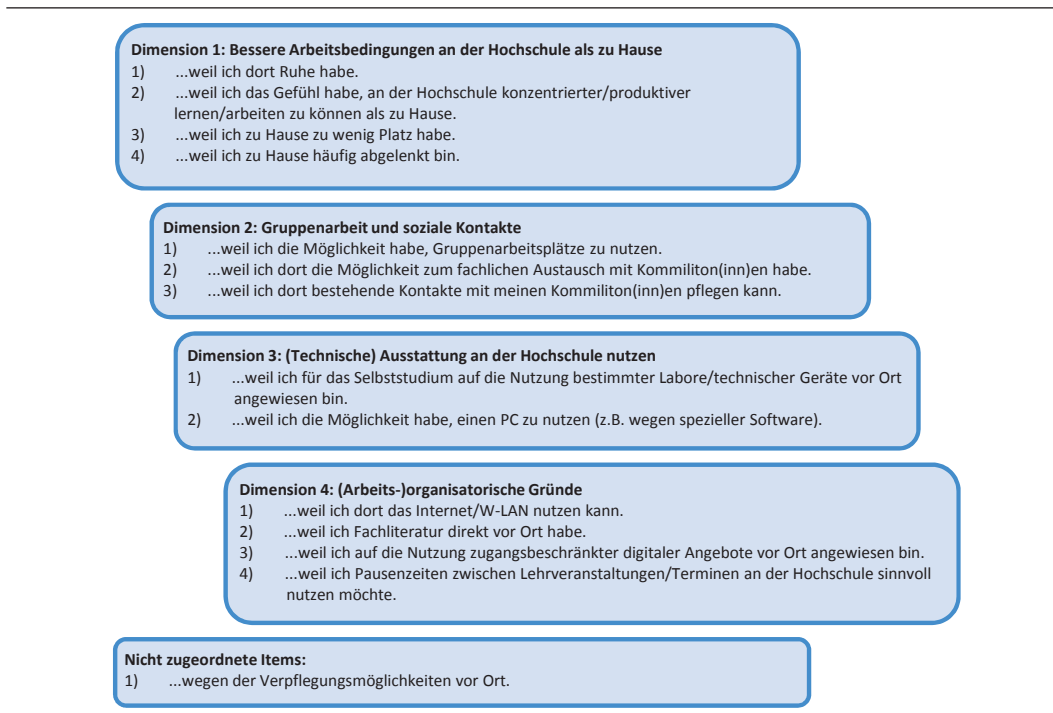 Dimension 1: Bessere Arbeitsbedingungen an der Hochschule als zu Hause
1) ...weil ich dort Ruhe habe.
2) ...weil ich das Gefühl habe, an der Hochschule konzentrierter/produktiver
lernen/arbeiten zu können als zu Hause.
3) ...weil ich zu Hause zu wenig Platz habe.
4) ...weil ich zu Hause häufig abgelenkt bin.
Dimension 2: Gruppenarbeit und soziale Kontakte
1) ...weil ich die Möglichkeit habe, Gruppenarbeitsplätze zu nutzen.
2) ...weil ich dort die Möglichkeit zum fachlichen Austausch mit Kommiliton(inn)en habe.
3) ...weil ich dort bestehende Kontakte mit meinen Kommiliton(inn)en pflegen kann.
Dimension 3: (Technische) Ausstattung an der Hochschule nutzen
1) ...weil ich für das Selbststudium auf die Nutzung bestimmter Labore/technischer Geräte vor Ort
angewiesen bin.
2) ...weil ich die Möglichkeit habe, einen PC zu nutzen (z.B. wegen spezieller Software).
Dimension 4: (Arbeits-)organisatorische Gründe
1) ...weil ich dort das Internet/W-LAN nutzen kann.
2) ...weil ich Fachliteratur direkt vor Ort habe.
3) ...weil ich auf die Nutzung zugangsbeschränkter digitaler Angebote vor Ort angewiesen bin.
4) ...weil ich Pausenzeiten zwischen Lehrveranstaltungen/Terminen an der Hochschule sinnvoll
nutzen möchte.
Nicht zugeordnete Items:
1) ...wegen der Verpflegungsmöglichkeiten vor Ort.